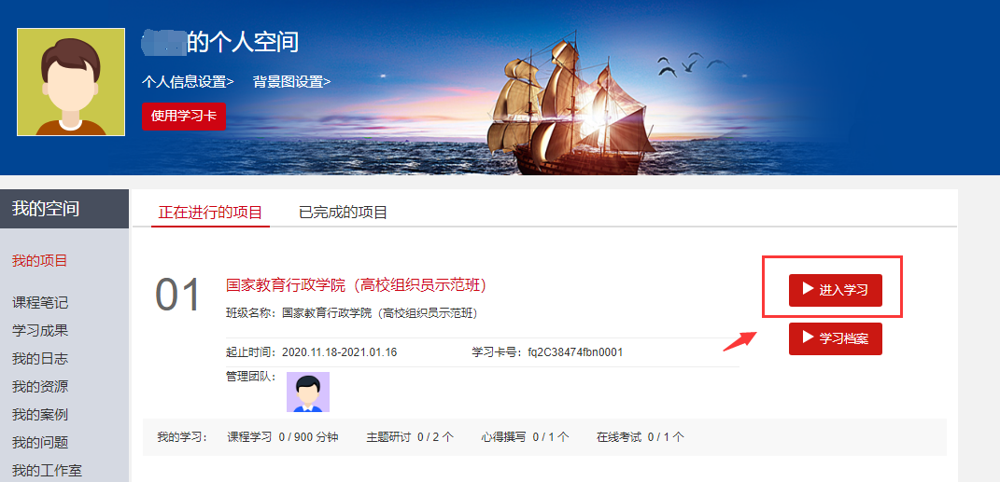 的个人空间
个人信息设置> 背景图设置>
使用学习卡
我的空间
正在进行的项目 已完成的项目
我的项目
课程笔记
学习成果
我的日志
我的资源
我的案例
我的问题
我的工作室
01
国家教育行政学院（高校组织员示范班）
班级名称：国家教育行政学院（高校组织员示范班）
起止时间：2020.11.18-2021.01.16 学习卡号：fq2C38474fbn0001
管理团队：
进入学习
学习档案
我的学习： 课程学习 0 / 900 分钟 主题研讨 0 / 2 个 心得撰写 0 / 1 个 在线考试 0 / 1 个